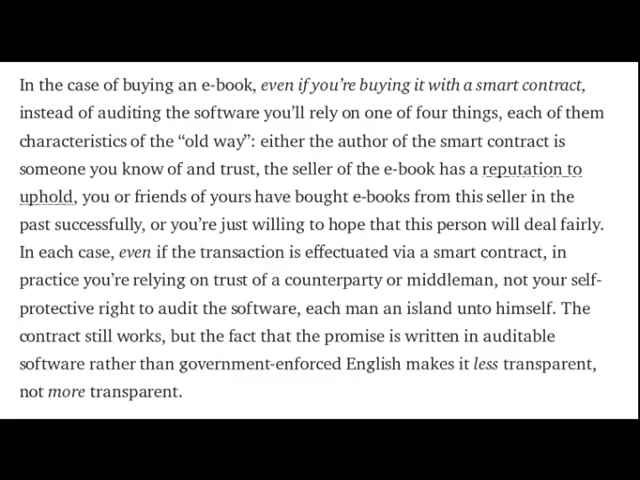 In the case of buying an e-book, even if you’re buying it with a smart contract,
instead of auditing the software you’ll rely on one of four things, each of them
characteristics of the “old way”: either the author of the smart contract is
someone you know of and trust, the seller of the e-book has a reputation to
uphold, you or friends of yours have bought e-books from this seller in the
past successfully, or you’re just willing to hope that this person will deal fairly.
In each case, even if the transaction is effectuated via a smart contract, in
practice you’re relying on trust of a counterparty or middleman, not your self-
protective right to audit the software, each man an island unto himself. The
contract still works, but the fact that the promise is written in auditable
software rather than government-enforced English makes it less transparent,
not more transparent.